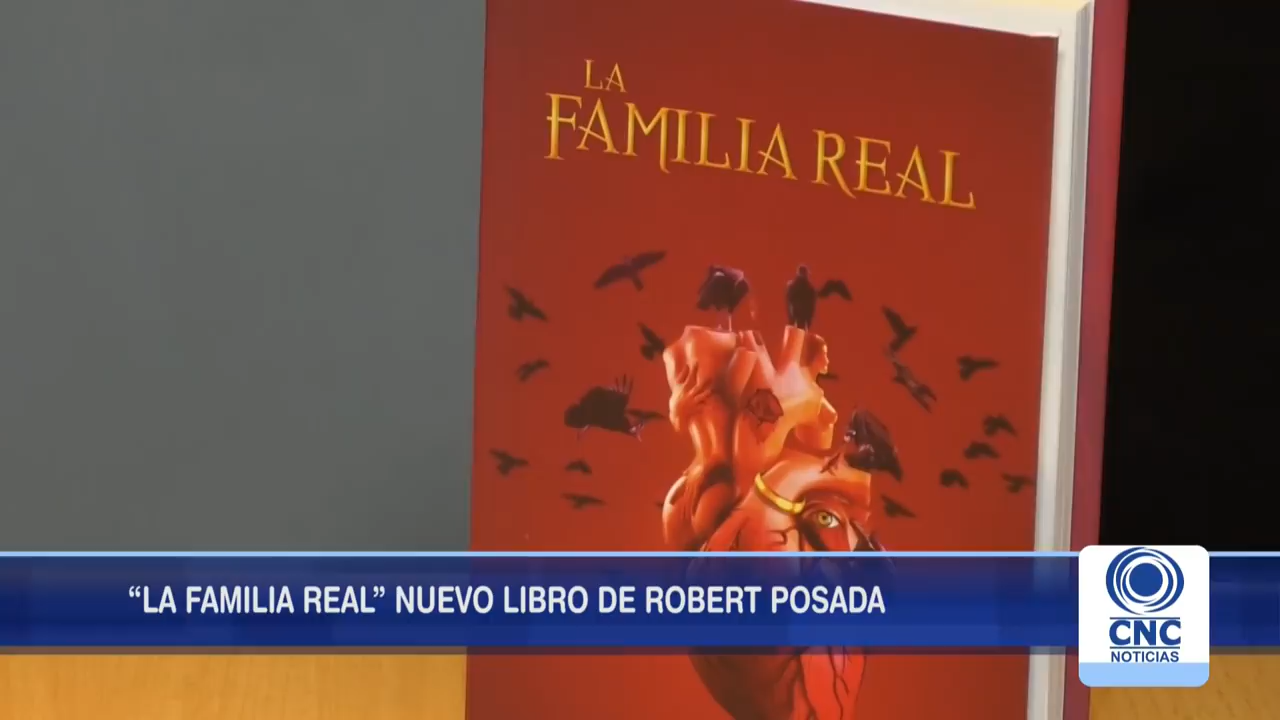 LA
FAMILIA REAL
“LA FAMILIA REAL” NUEVO LIBRO DE ROBERT POSADA
CNC
NOTICIAS